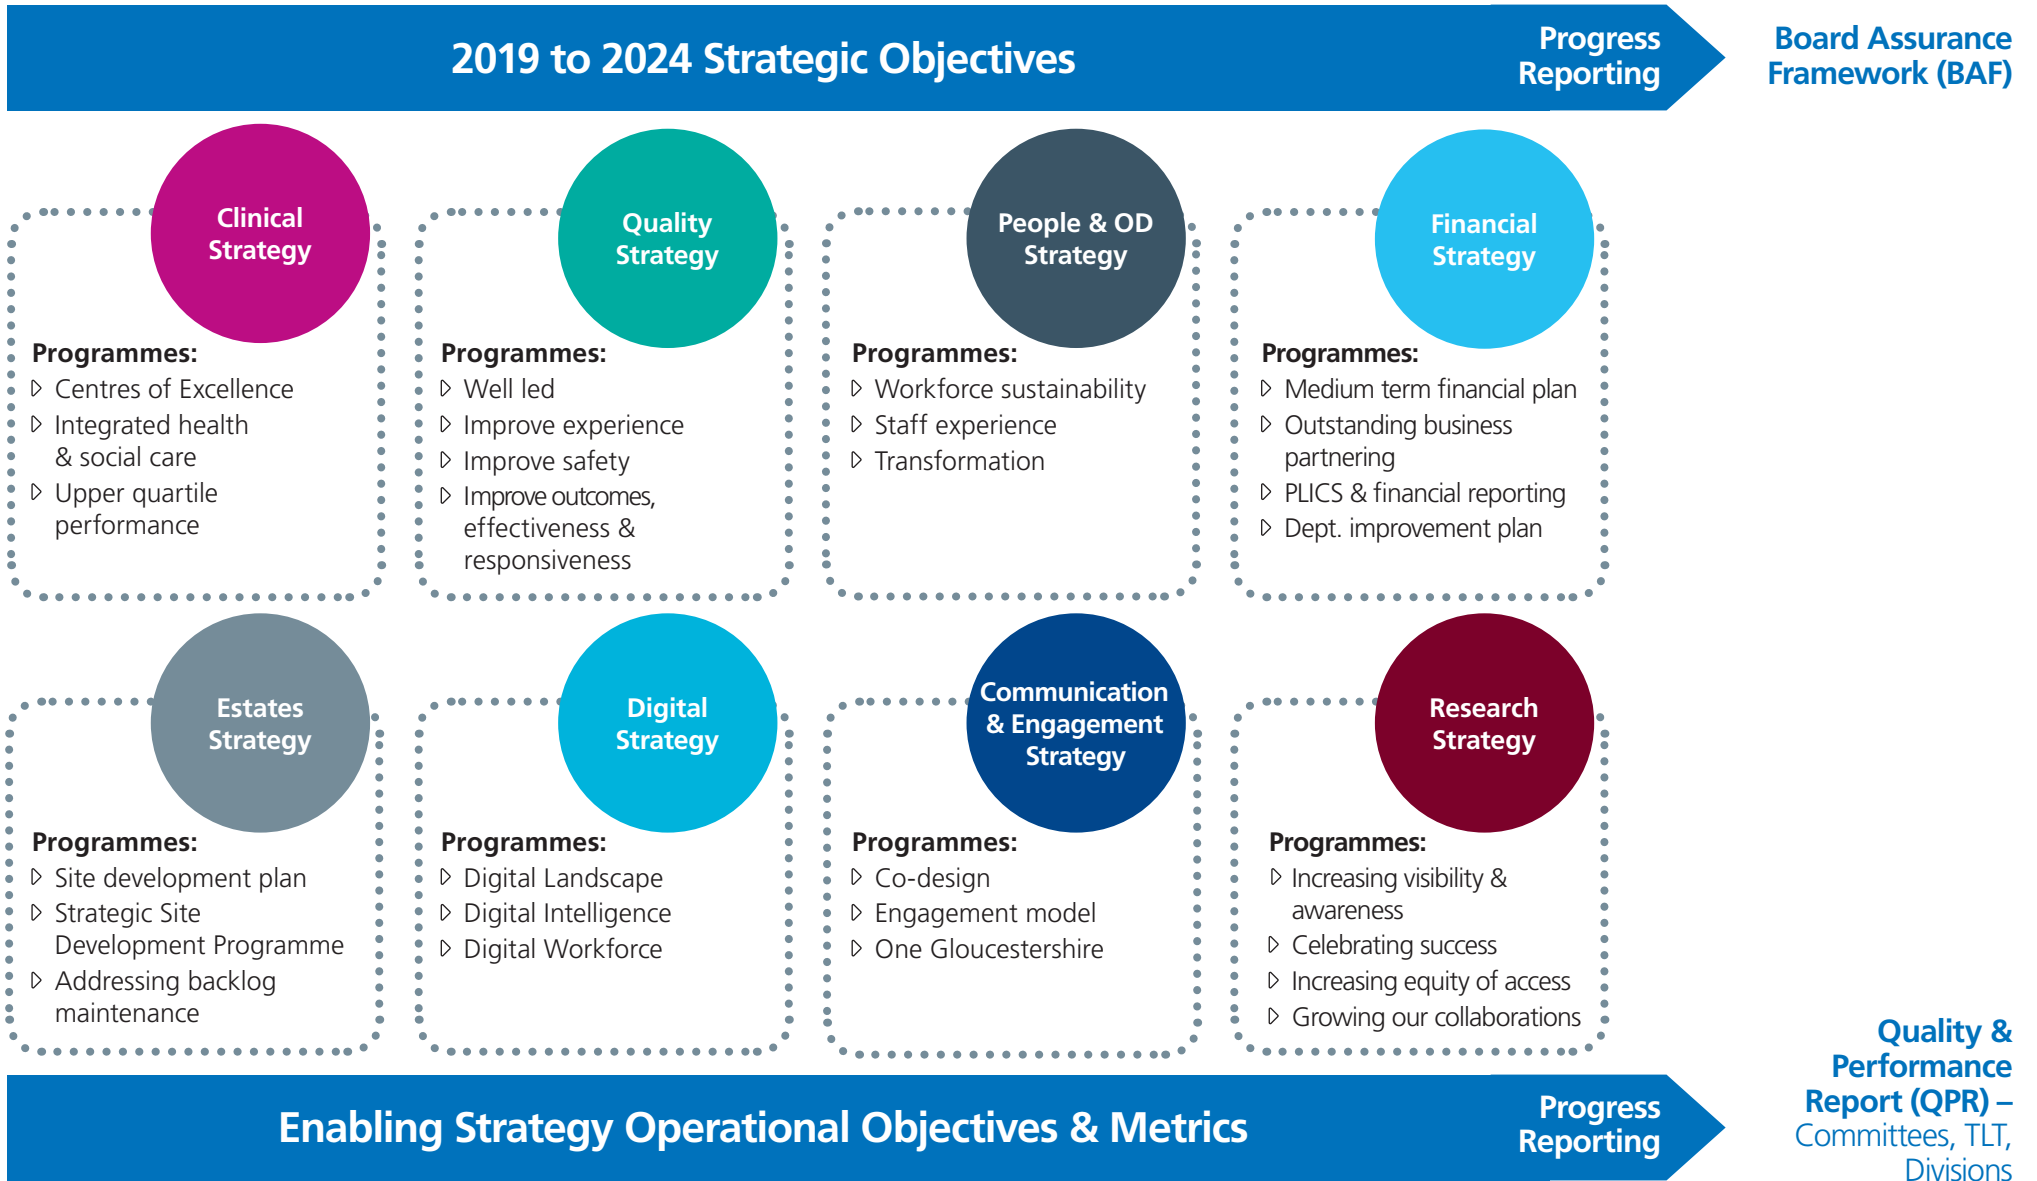 2019 to 2024 Strategic Objectives
Progress
Reporting
Board Assurance
Framework (BAF)
Clinical
Strategy
Programmes:
Centres of Excellence
Integrated health
& social care
Upper quartile
performance
Quality
Strategy
Programmes:
Well led
Improve experience
Improve safety
Improve outcomes,
effectiveness &
responsiveness
People & OD
Strategy
Programmes:
Workforce sustainability
Staff experience
Transformation
Financial
Strategy
Programmes:
Medium term financial plan
Outstanding business
partnering
PLICS & financial reporting
Dept. improvement plan
Estates
Strategy
Programmes:
Site development plan
Strategic Site
Development Programme
Addressing backlog
maintenance
Digital
Strategy
Programmes:
Digital Landscape
Digital Intelligence
Digital Workforce
Communication
& Engagement
Strategy
Programmes:
Co-design
Engagement model
One Gloucestershire
Research
Strategy
Programmes:
Increasing visibility &
awareness
Celebrating success
Increasing equity of access
Growing our collaborations
Enabling Strategy Operational Objectives & Metrics
Progress
Reporting
Quality &
Performance
Report (QPR) –
Committees, TLT,
Divisions